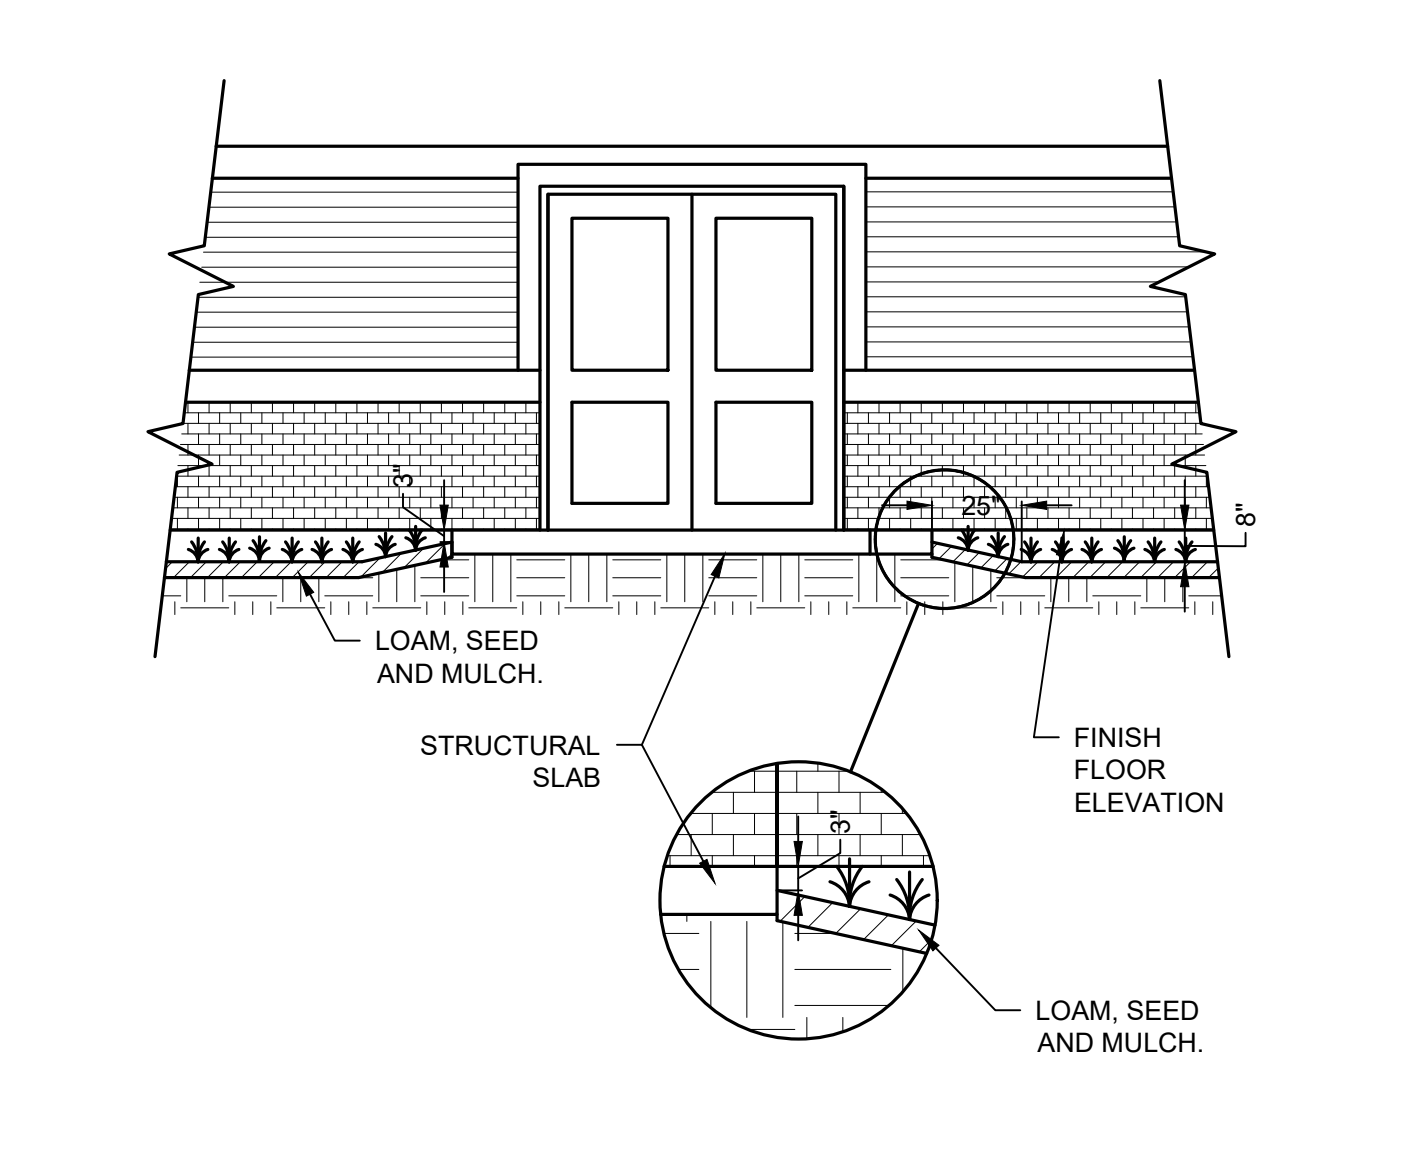 3"
25"
8"
LOAM, SEED
AND MULCH.
STRUCTURAL
SLAB
FINISH
FLOOR
ELEVATION
3"
LOAM, SEED
AND MULCH.